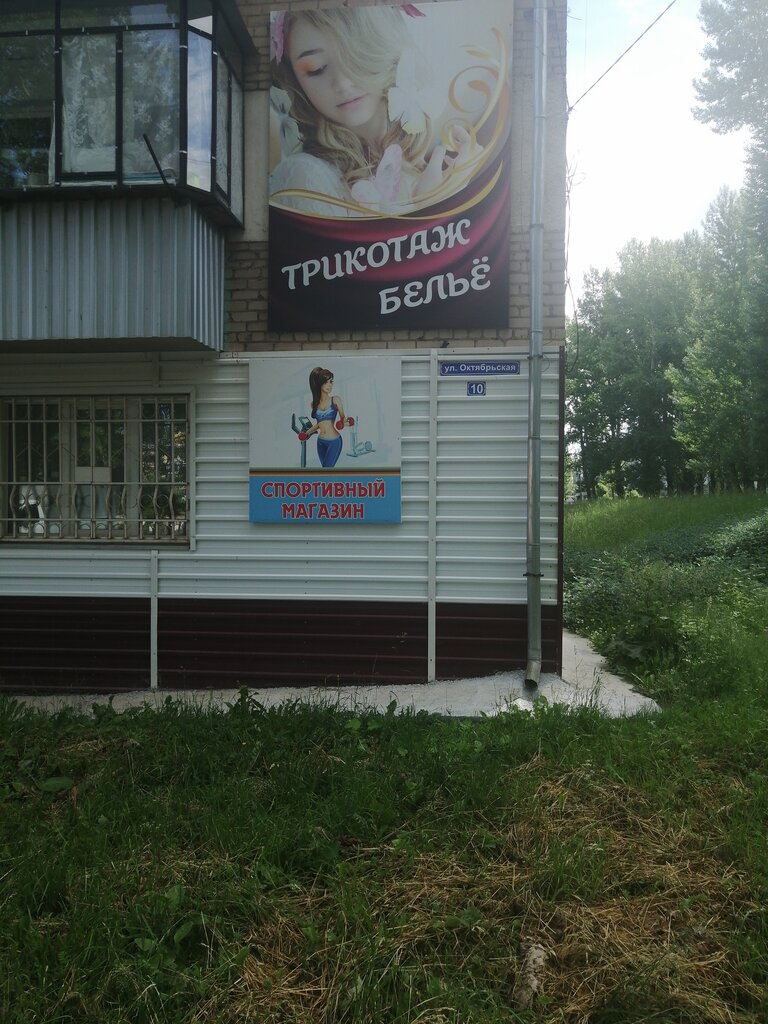 ТРИКОТАЖ
БЕЛЬЁ
ул. Октябрьская
10
СПОРТИВНЫЙ
МАГАЗИН